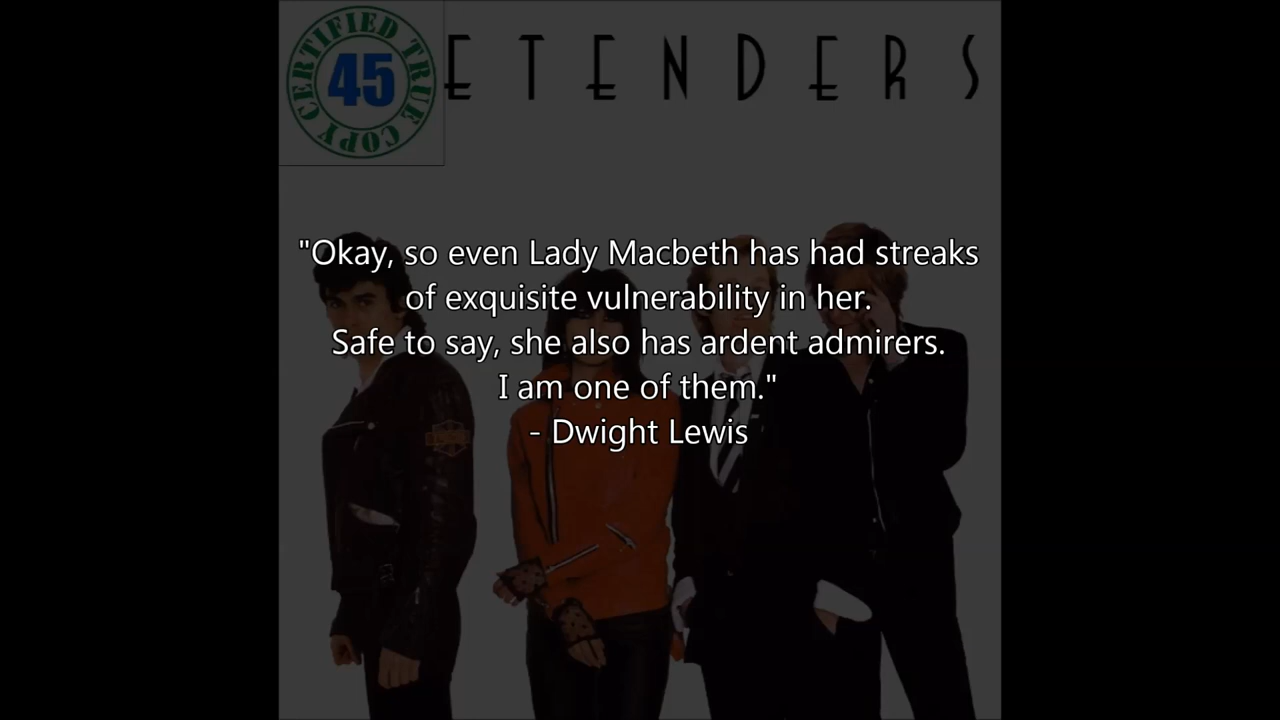 CERTIFIED TRUE COPY
45
ETENDERS
"Okay, so even Lady Macbeth has had streaks
of exquisite vulnerability in her.
Safe to say, she also has ardent admirers.
I am one of them."
- Dwight Lewis